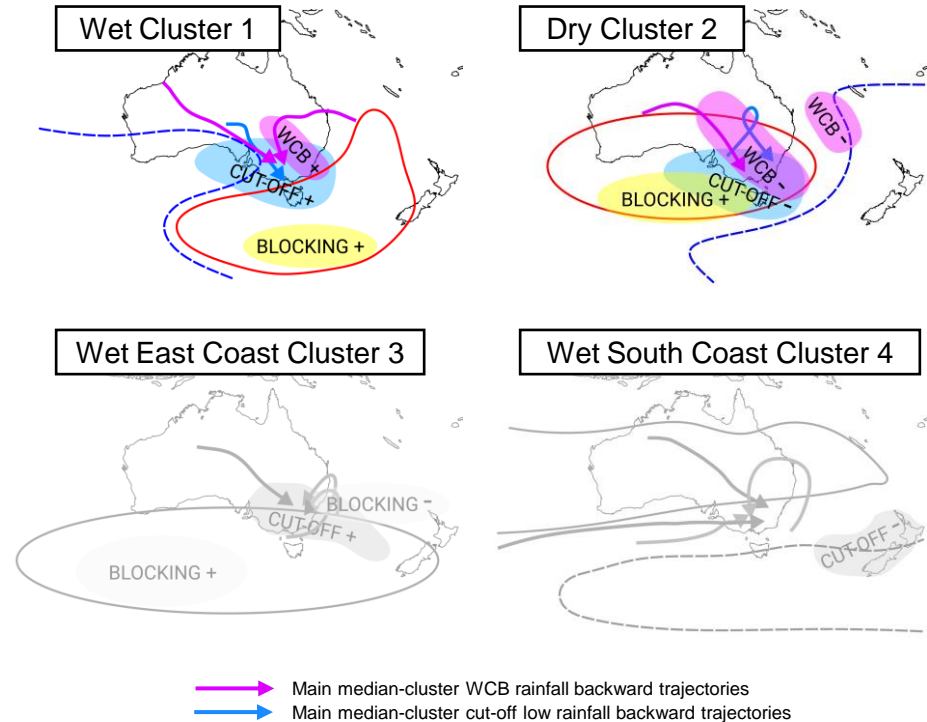 Wet Cluster 1
Dry Cluster 2
WCB +
CUT-OFF +
BLOCKING +
WCB -
WCB -
CUT-OFF -
BLOCKING +
Wet East Coast Cluster 3
Wet South Coast Cluster 4
BLOCKING -
CUT-OFF +
BLOCKING +
CUT-OFF -
Main median-cluster WCB rainfall backward trajectories
Main median-cluster cut-off low rainfall backward trajectories